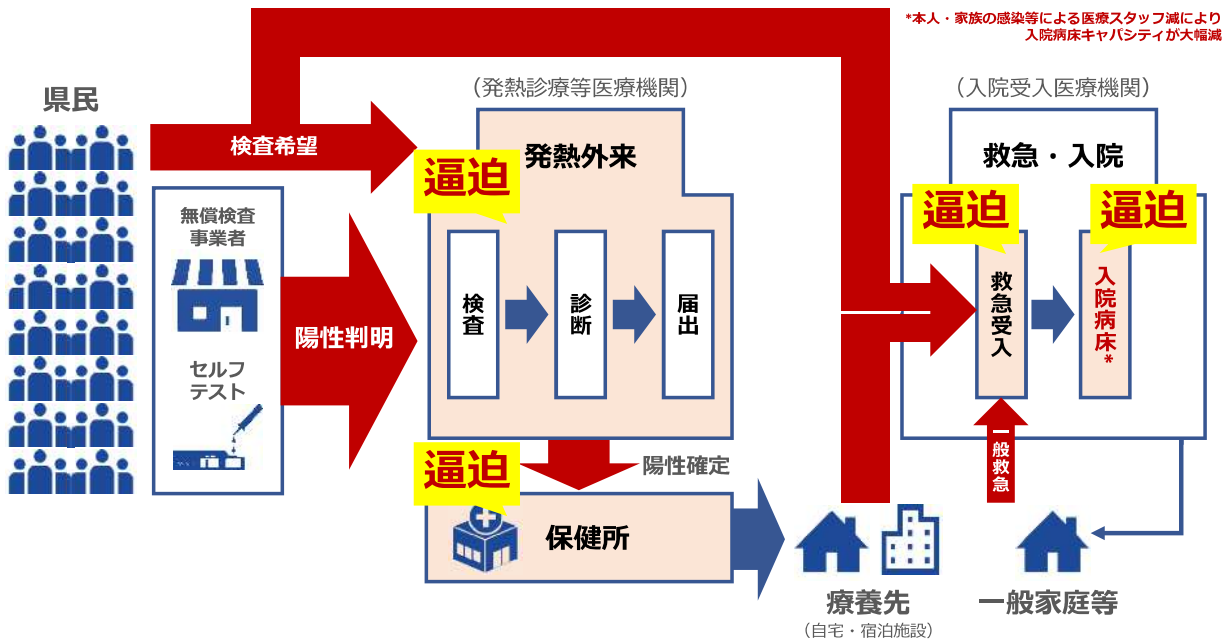 *本人・家族の感染等による医療スタッフ減により
入院病床キャパシティが大幅減
県民
(発熱診療等医療機関)
(入院受入医療機関)
検査希望
発熱外来
逼迫
救急・入院
逼迫
逼迫
無償検査
事業者
陽性判明
セルフ
テスト
検査
診断
届出
救急受入
入院病床*
一般救急
陽性確定
逼迫
保健所
療養先
(自宅・宿泊施設)
一般家庭等